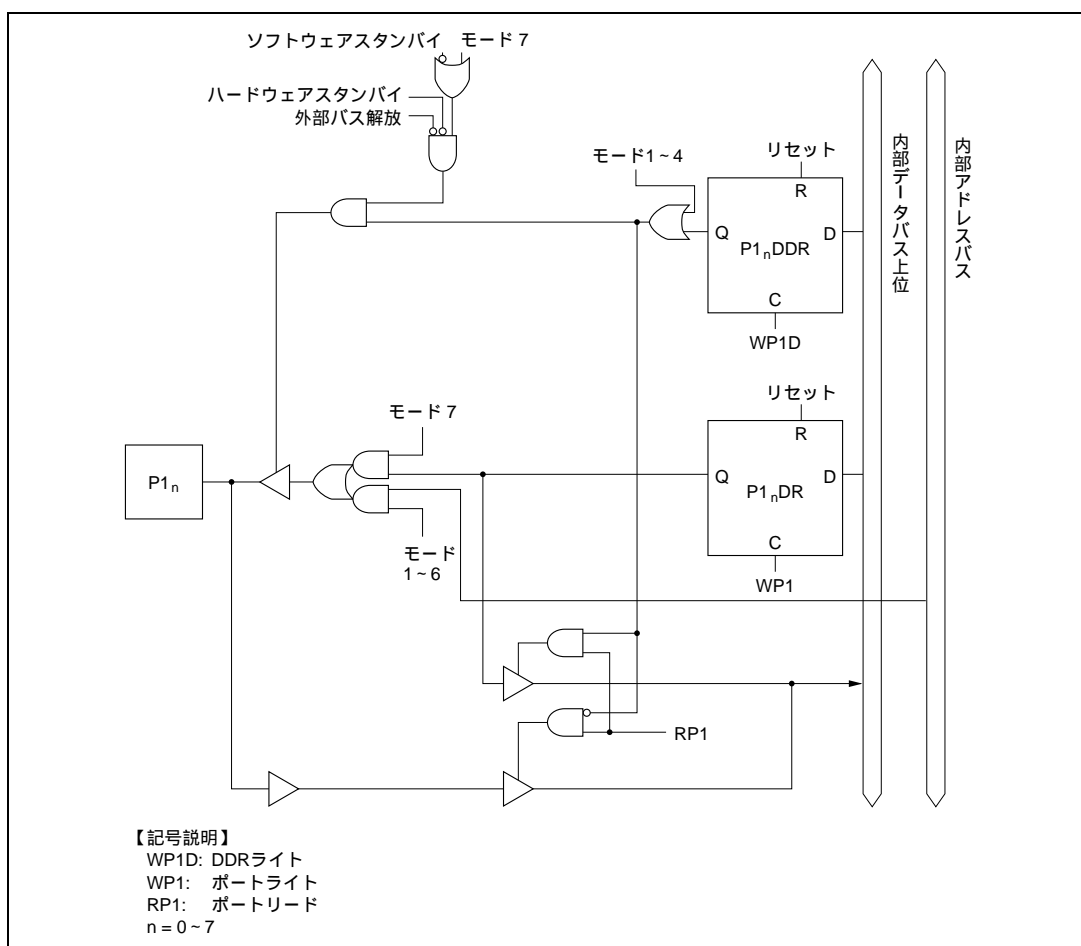 ソフトウェアスタンバイ モード 7
ハードウェアスタンバイ
外部バス解放
モード1~4
リセット
R
Q P1nDDR D
C
WP1D
内部データバス上位
内部アドレスバス
モード 7
リセット
R
Q P1nDR D
C
WP1
P1n
モード
1~6
RP1
【記号説明】
WP1D: DDRライト
WP1: ポートライト
RP1: ポートリード
n = 0~7